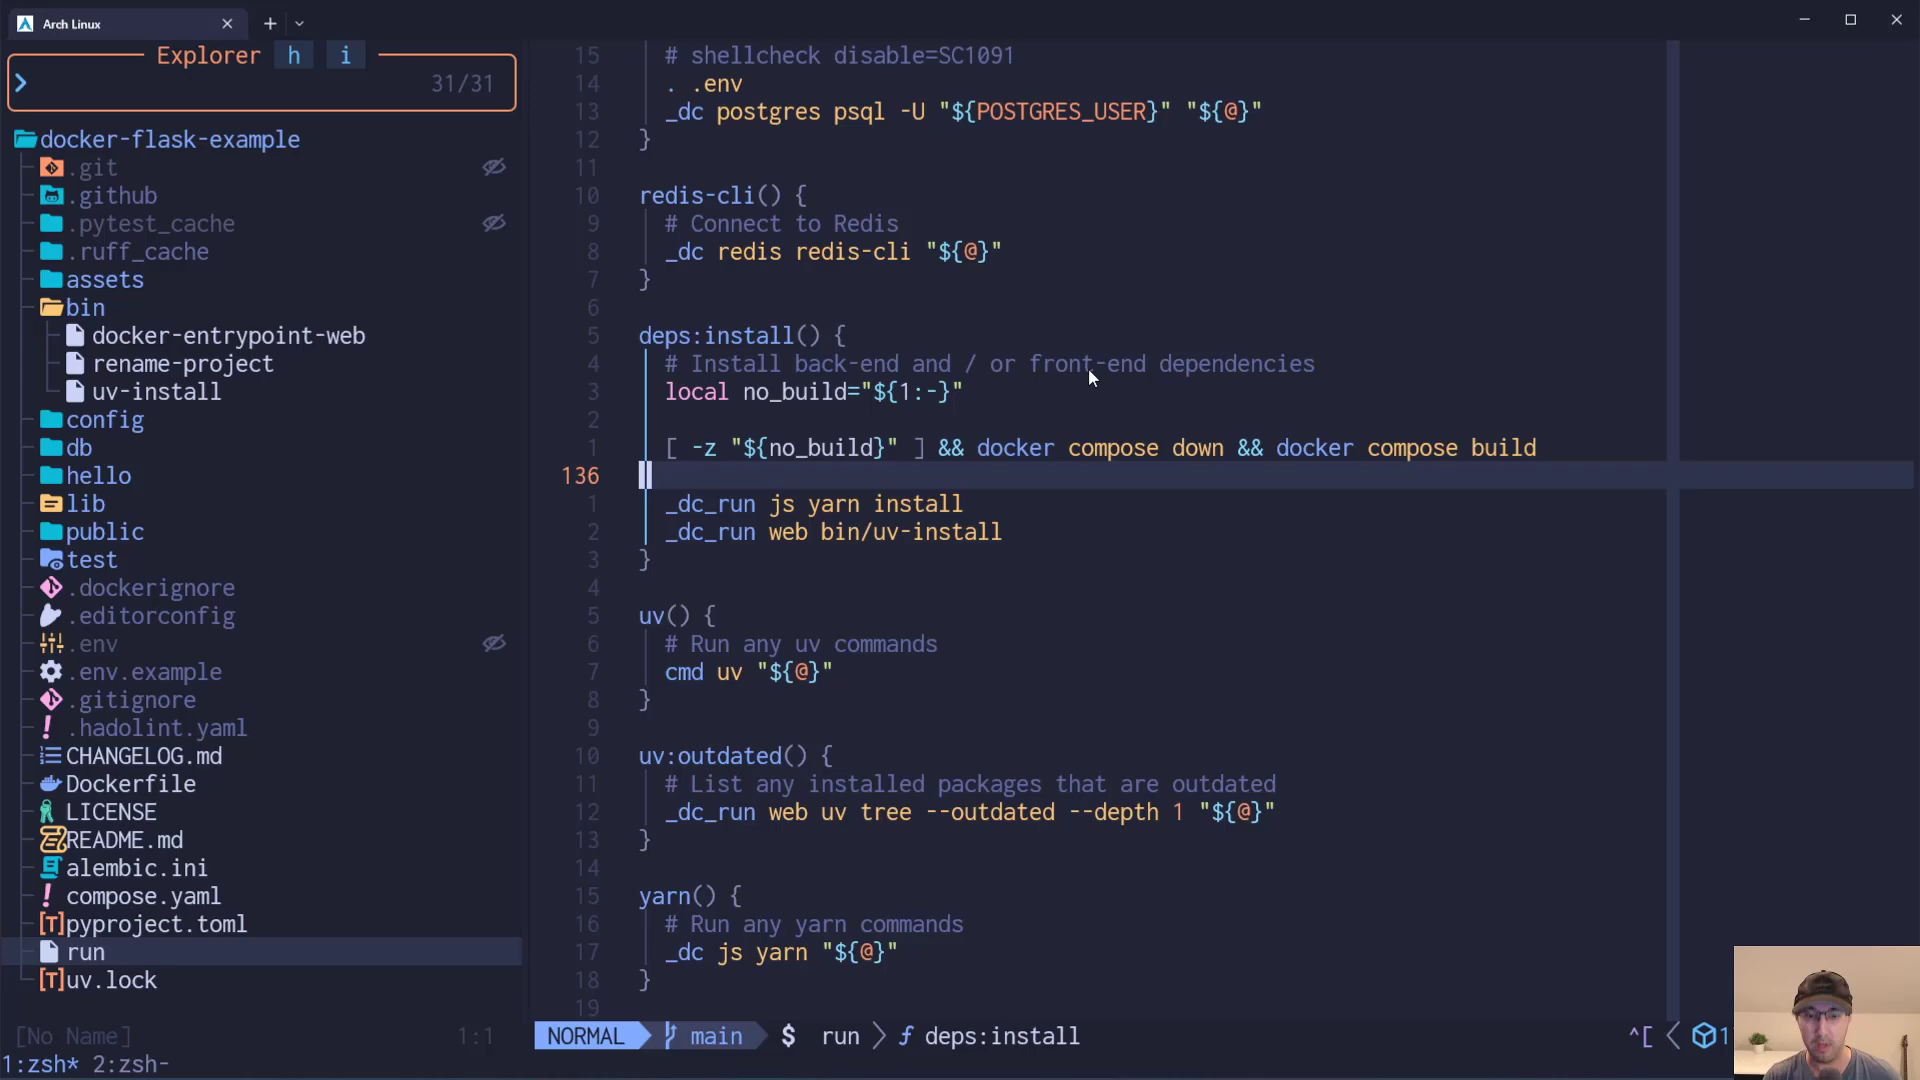 Arch Linux
Explorer h i
31/31
docker-flask-example
.git
.github
.pytest_cache
.ruff_cache
assets
bin
docker-entrypoint-web
rename-project
uv-install
config
db
hello
lib
public
test
.dockerignore
.editorconfig
.env
.env.example
.gitignore
.hadolint.yaml
CHANGELOG.md
Dockerfile
LICENSE
README.md
alembic.ini
compose.yaml
[T]pyproject.toml
run
[T]uv.lock
[No Name] 1:1
15 # shellcheck disable=SC1091
14 . .env
13 _dc postgres psql -U "${POSTGRES_USER}" "${@}"
12 }
11
10 redis-cli() {
9 # Connect to Redis
8 _dc redis redis-cli "${@}"
7 }
6
5 deps:install() {
4 # Install back-end and / or front-end dependencies
3 local no_build="${1:-}"
2
1 [ -z "${no_build}" ] && docker compose down && docker compose build
136
1 _dc_run js yarn install
2 _dc_run web bin/uv-install
3 }
4
5 uv() {
6 # Run any uv commands
7 cmd uv "${@}"
8 }
9
10 uv:outdated() {
11 # List any installed packages that are outdated
12 _dc_run web uv tree --outdated --depth 1 "${@}"
13 }
14
15 yarn() {
16 # Run any yarn commands
17 _dc js yarn "${@}"
18 }
19
NORMAL main $ run f deps:install ^[ 1
1:zsh* 2:zsh-